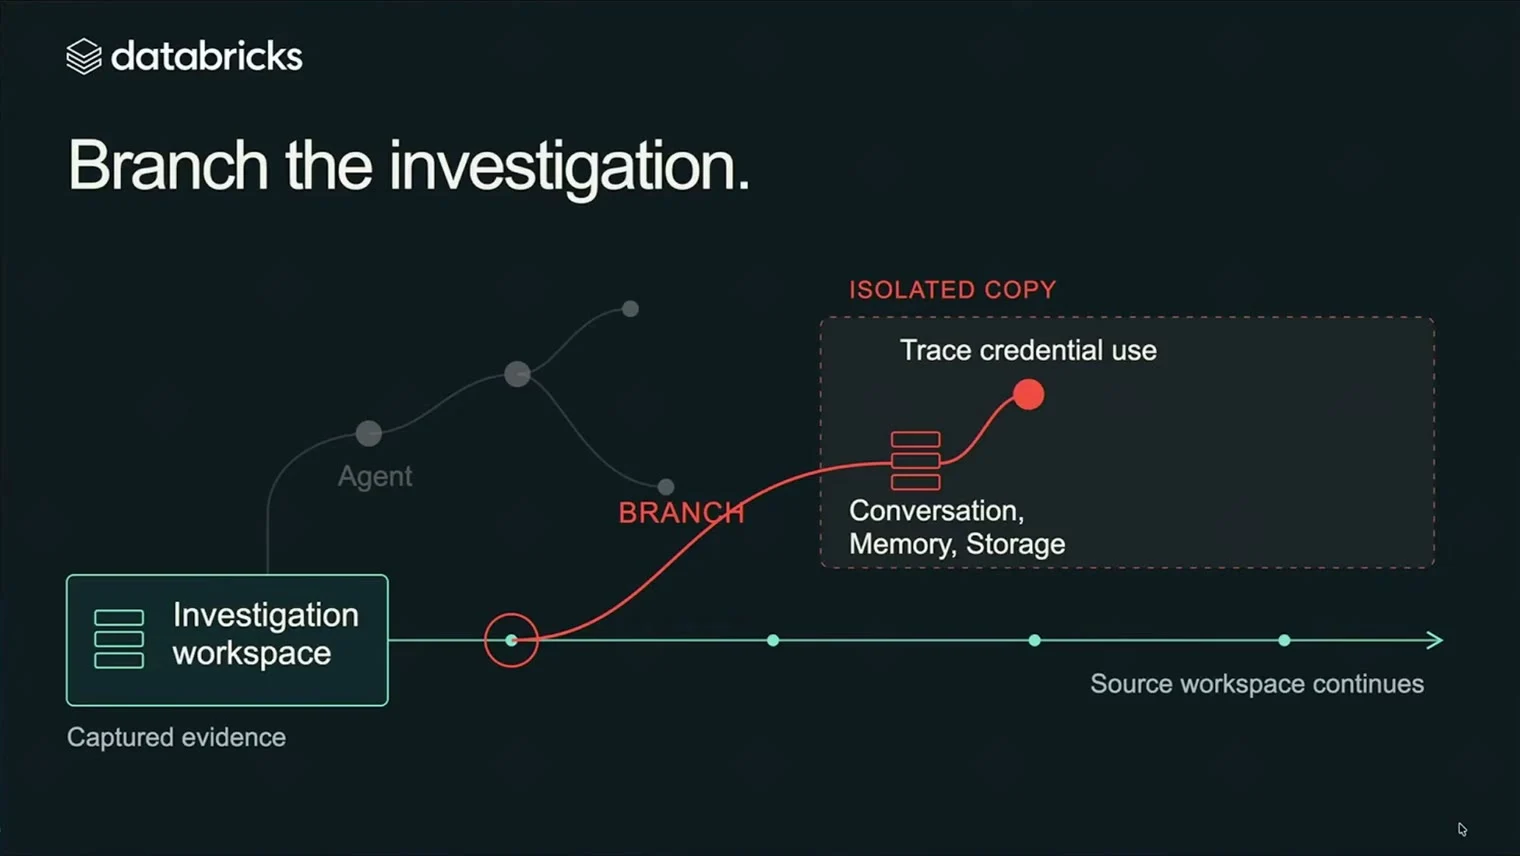 databricks
Branch the investigation.
ISOLATED COPY
Trace credential use
Agent
BRANCH
Conversation,
Memory, Storage
Investigation
workspace
Source workspace continues
Captured evidence